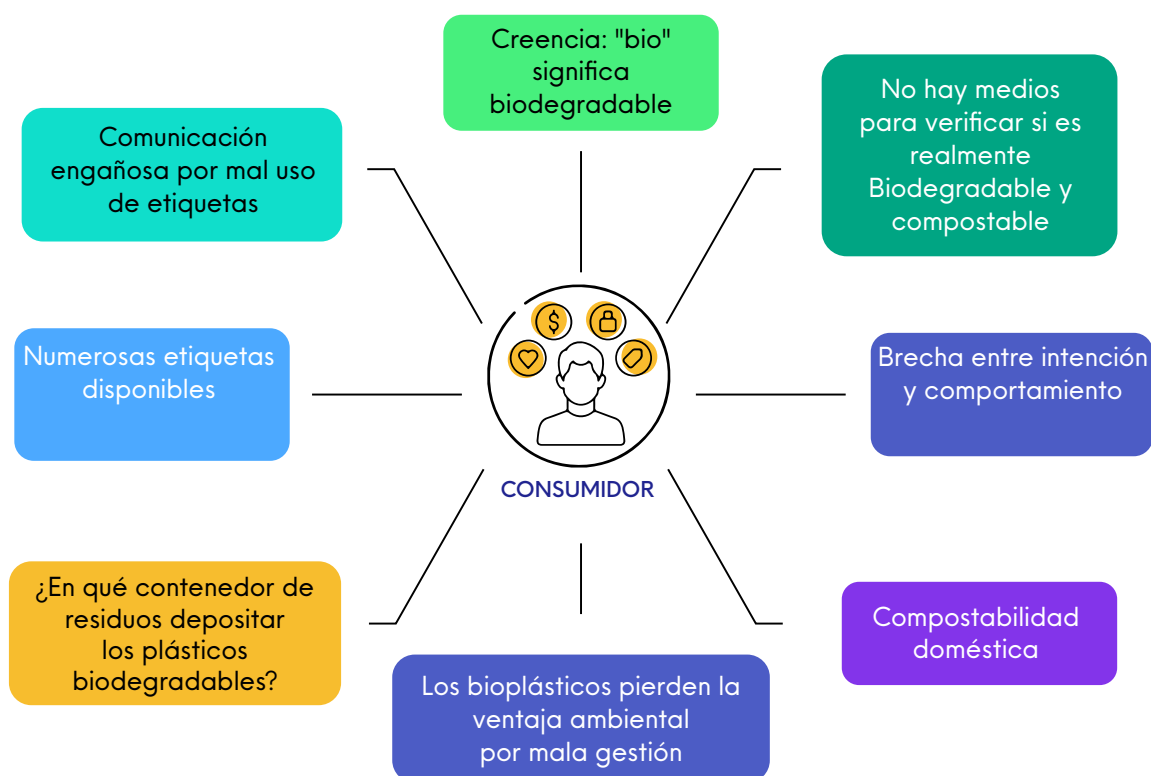 Creencia: "bio"
significa
biodegradable
No hay medios
para verificar si es
realmente
Biodegradable y
compostable
Comunicación
engañosa por mal uso
de etiquetas
$
Numerosas etiquetas
disponibles
Brecha entre intención
y comportamiento
CONSUMIDOR
¿En qué contenedor de
residuos depositar
los plásticos
biodegradables?
Compostabilidad
doméstica
Los bioplásticos pierden la
ventaja ambiental
por mala gestión